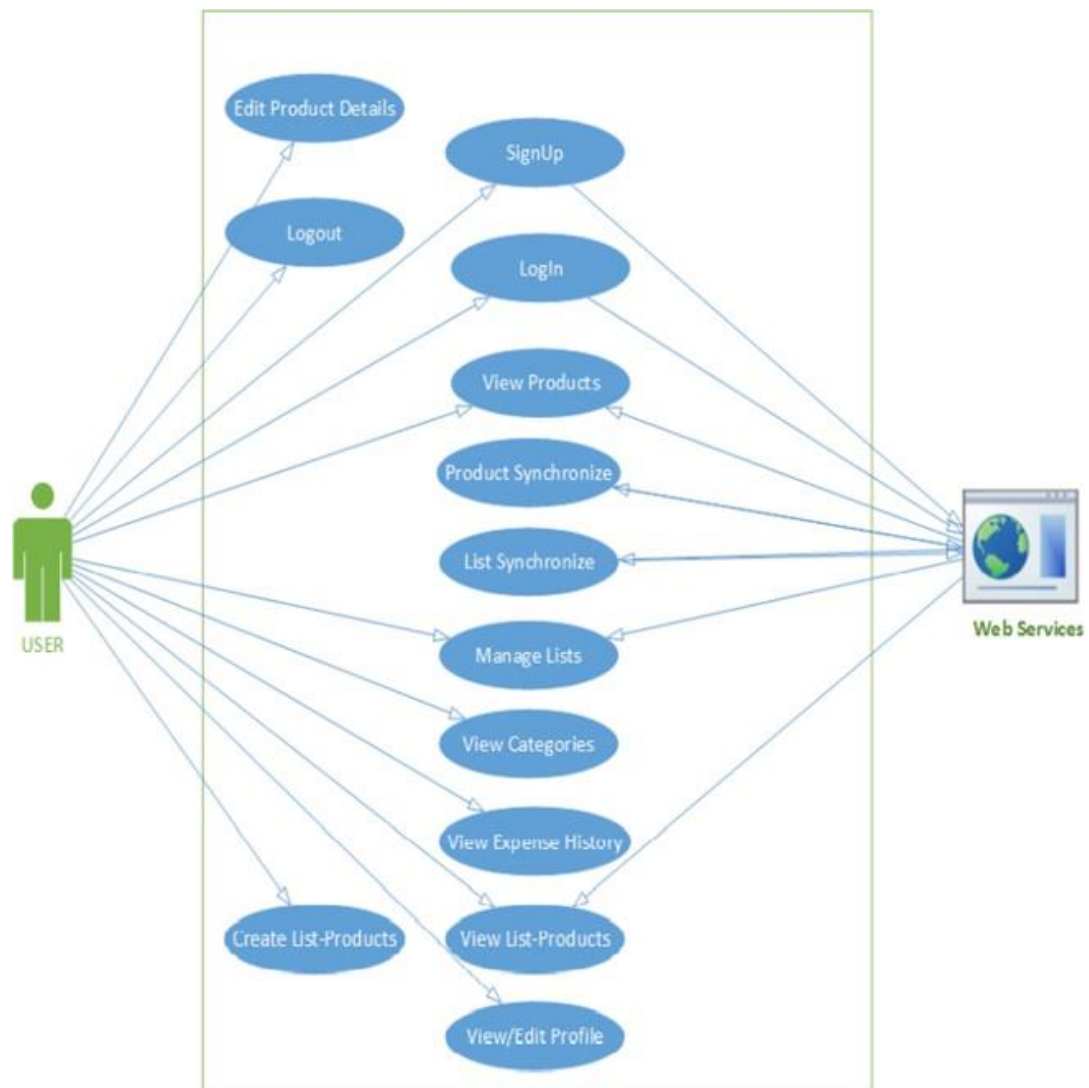 Edit Product Details
SignUp
Logout
LogIn
View Products
Product Synchronize
List Synchronize
USER
Web Services
Manage Lists
View Categories
View Expense History
Create List-Products
View List-Products
View/Edit Profile